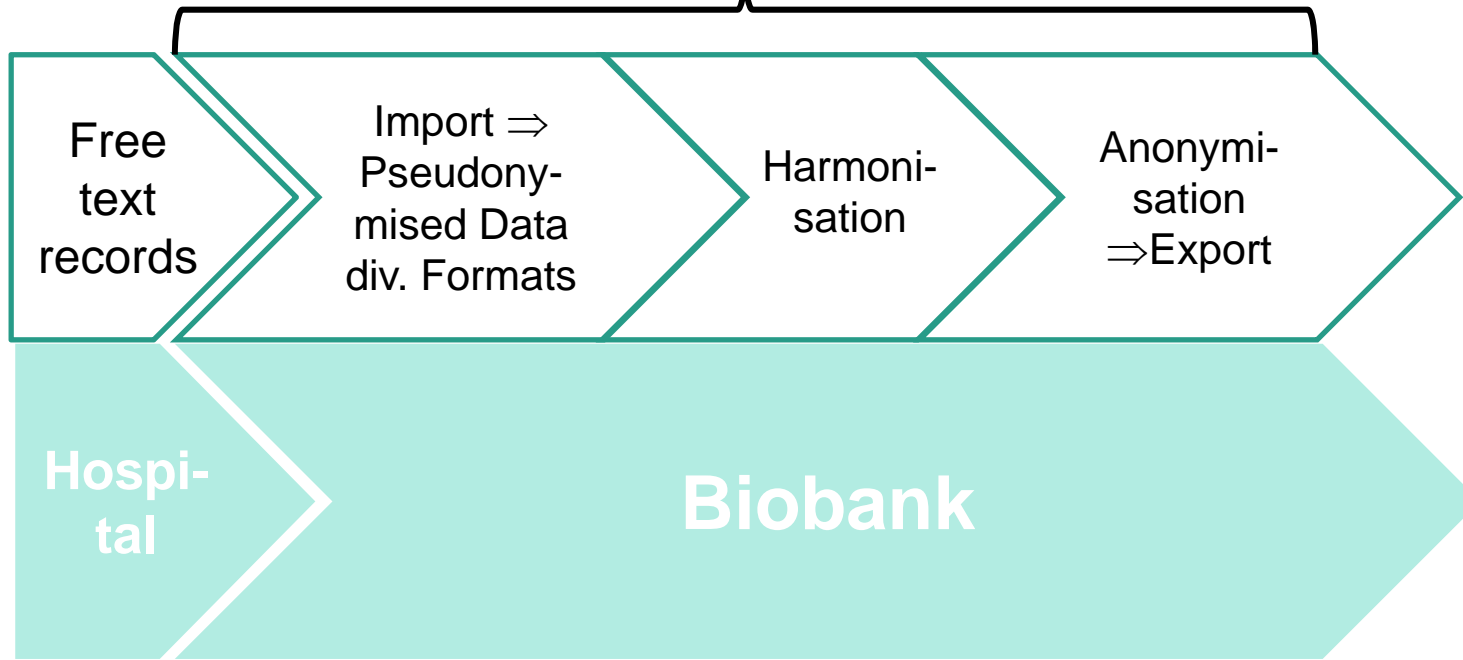 Free
text
records
Import ⇒
Pseudony-
mised Data
div. Formats
Harmoni-
sation
Anonymi-
sation
⇒Export
Hospi-
tal
Biobank